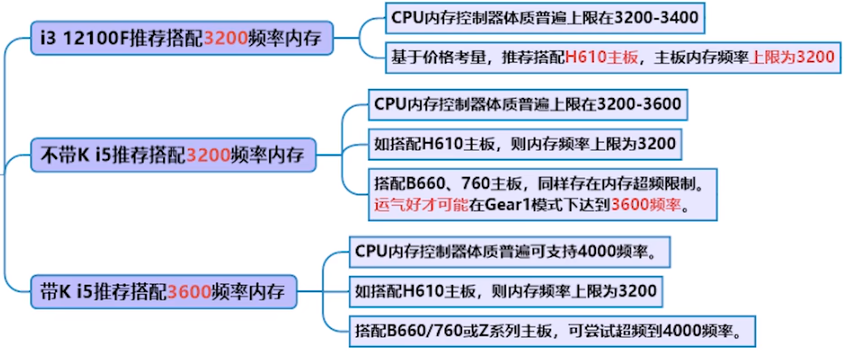 i3 12100F推荐搭配3200频率内存
CPU内存控制器体质普遍上限在3200-3400
基于价格考量，推荐搭配H610主板，主板内存频率上限为3200
不带K i5推荐搭配3200频率内存
CPU内存控制器体质普遍上限在3200-3600
如搭配H610主板，则内存频率上限为3200
搭配B660、760主板，同样存在内存超频限制。
运气好才可能在Gear1模式下达到3600频率。
带K i5推荐搭配3600频率内存
CPU内存控制器体质普遍可支持4000频率。
如搭配H610主板，则内存频率上限为3200
搭配B660/760或Z系列主板，可尝试超频到4000频率。